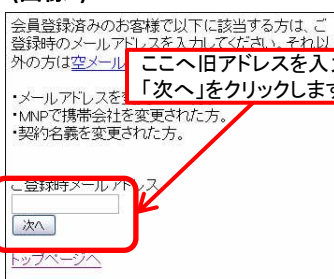 会員登録済みのお客様で以下に該当する方は、ご
登録時のメールアドレスを入力してください。それ以
外の方は空メール
ここへ旧アドレスを入
「次へ」をクリックします
・メールアドレスを
・MNPで携帯会社を変更された方。
・契約名義を変更された方。
ご登録時メールアドレス
次へ
トップページへ